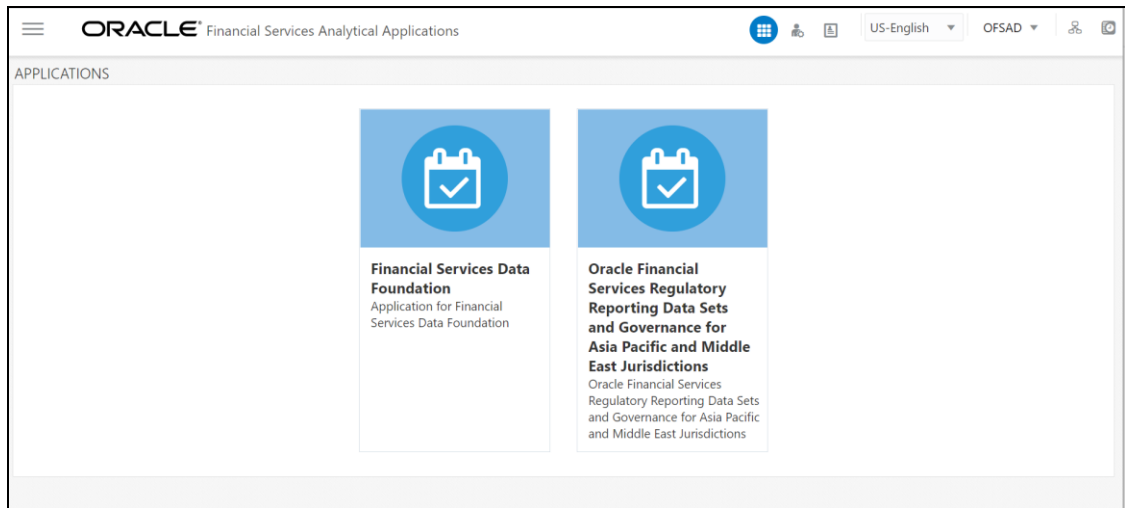 ORACLE® Financial Services Analytical Applications
US-English
OFSAD
APPLICATIONS
Financial Services Data
Foundation
Application for Financial
Services Data Foundation
Oracle Financial
Services Regulatory
Reporting Data Sets
and Governance for
Asia Pacific and Middle
East Jurisdictions
Oracle Financial Services
Regulatory Reporting Data Sets
and Governance for Asia Pacific
and Middle East Jurisdictions